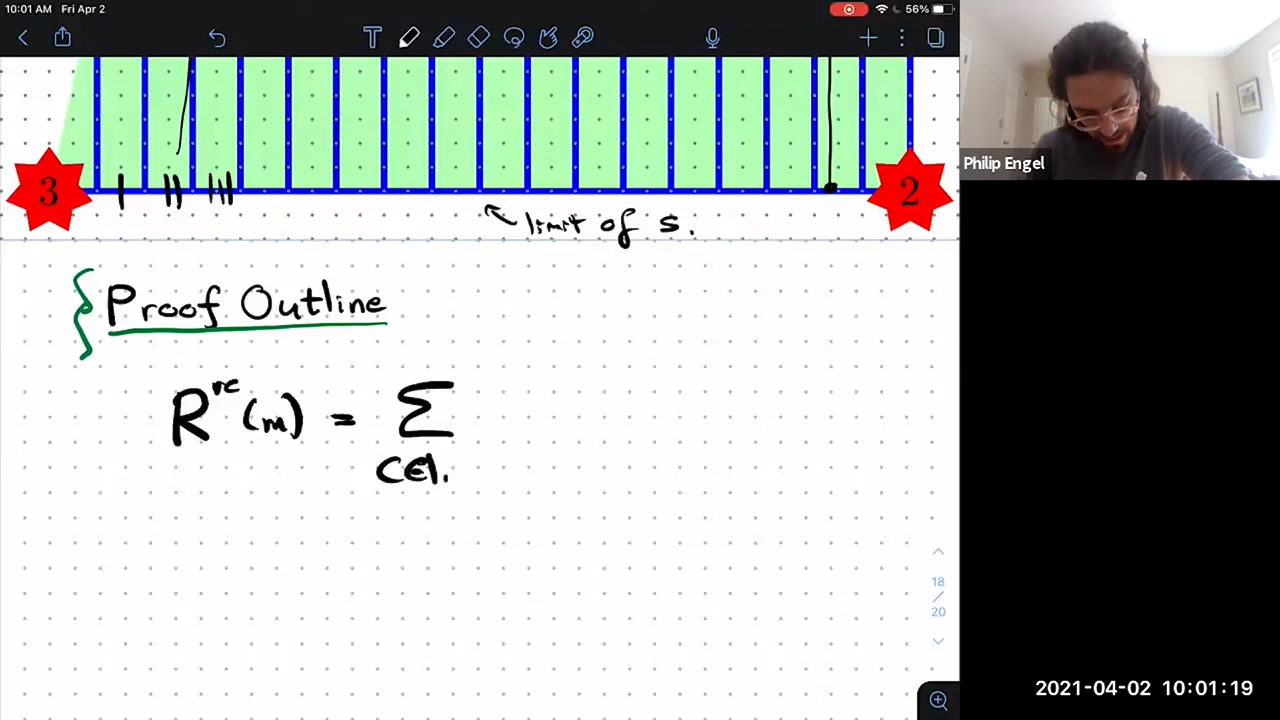 10:01 AM Fri Apr 2
56%
3
2
limit of s.
Proof Outline
R^rc (m) = Σ
C∈|.
Philip Engel
18
/
20
2021-04-02 10:01:19